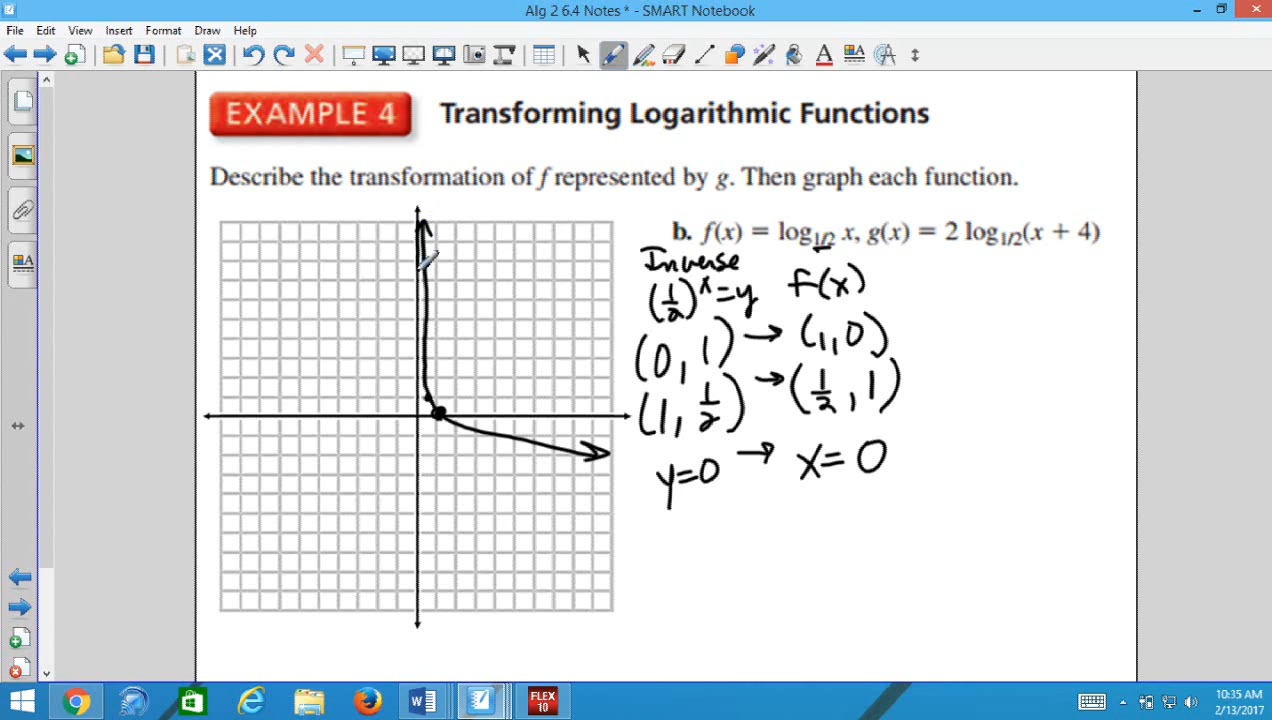 Alg 2 6.4 Notes * - SMART Notebook
File Edit View Insert Format Draw Help
EXAMPLE 4 Transforming Logarithmic Functions
Describe the transformation of f represented by g. Then graph each function.
b. f(x) = log₁/₂ x, g(x) = 2 log₁/₂(x + 4)
Inverse
(1/2)ˣ = y f(x)
(0, 1) → (1, 0)
(1, 1/2) → (1/2, 1)
y=0 → x=0
FLEX
10
10:35 AM
2/13/2017